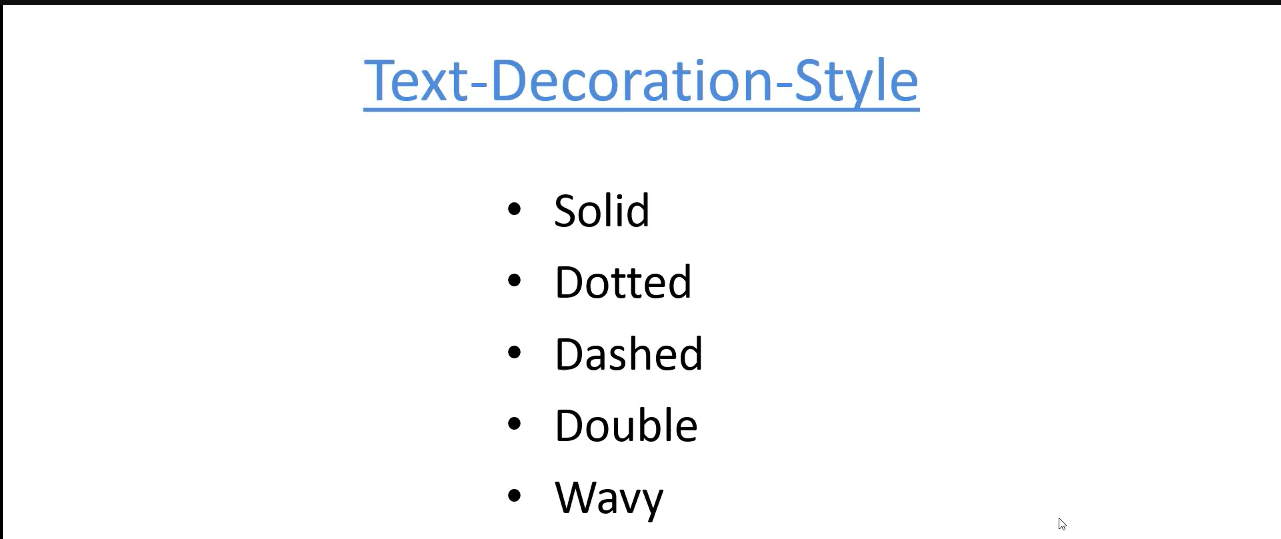 Text-Decoration-Style
• Solid
• Dotted
• Dashed
• Double
• Wavy